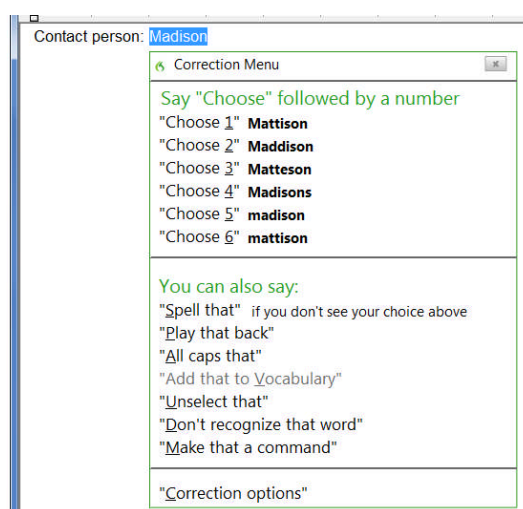 Contact person: Madison
Correction Menu
Say "Choose" followed by a number
"Choose 1" Mattison
"Choose 2" Maddison
"Choose 3" Matteson
"Choose 4" Madisons
"Choose 5" madison
"Choose 6" mattison
You can also say:
"Spell that" if you don't see your choice above
"Play that back"
"All caps that"
"Add that to Vocabulary"
"Unselect that"
"Don't recognize that word"
"Make that a command"
"Correction options"